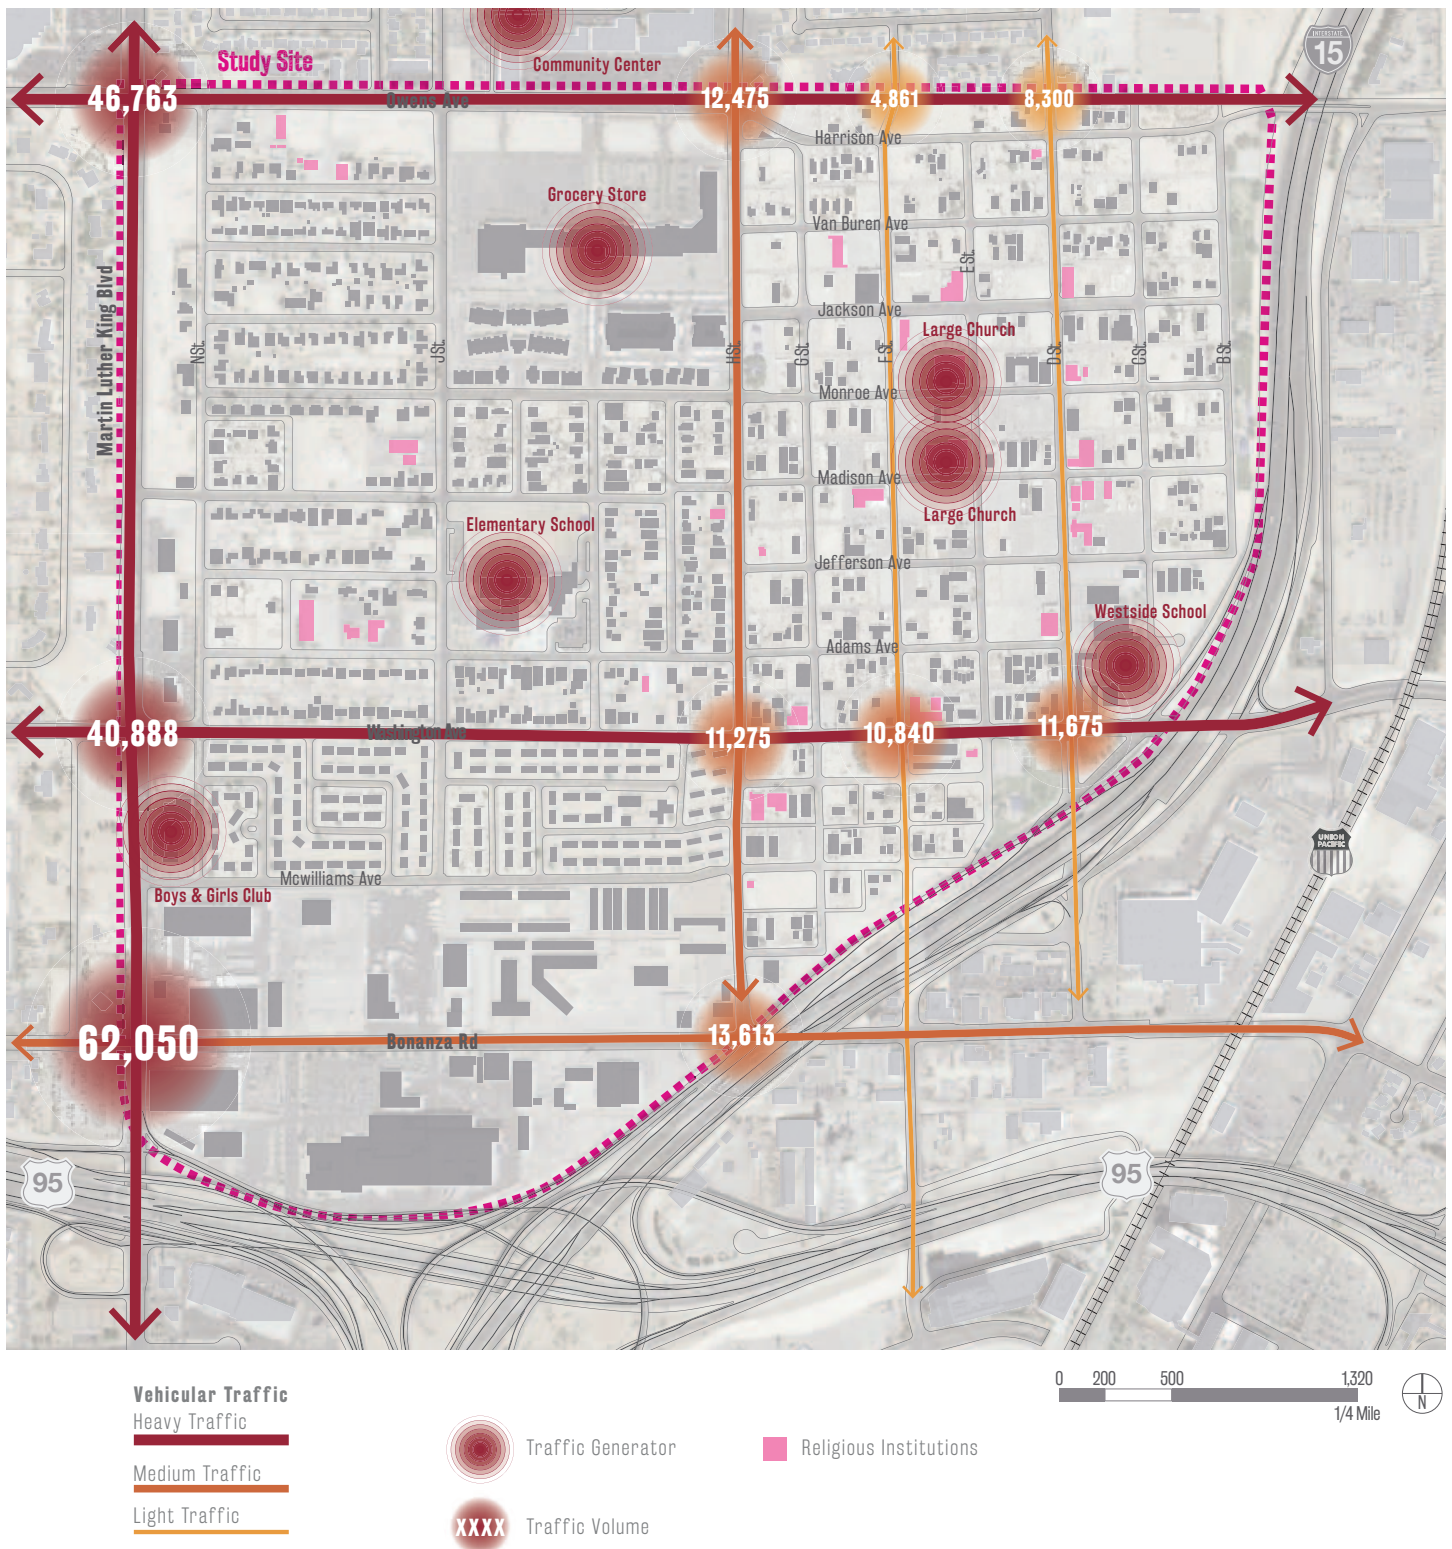 Study Site
Community Center
INTERSTATE
15
46,763
Owens Ave
12,475
4,861
8,300
Harrison Ave
Grocery Store
Van Buren Ave
E St.
Martin Luther King Blvd
Jackson Ave
Large Church
N St.
J St.
H St.
G St.
F St.
D St.
C St.
B St.
Monroe Ave
Madison Ave
Large Church
Elementary School
Jefferson Ave
Westside School
Adams Ave
40,888
Washington Ave
11,275
10,840
11,675
UNION
PACIFIC
Mcwilliams Ave
Boys & Girls Club
62,050
Bonanza Rd
13,613
95
95
Vehicular Traffic
Heavy Traffic
Medium Traffic
Light Traffic
Traffic Generator
XXXX
Traffic Volume
Religious Institutions
0 200 500 1,320
1/4 Mile
N